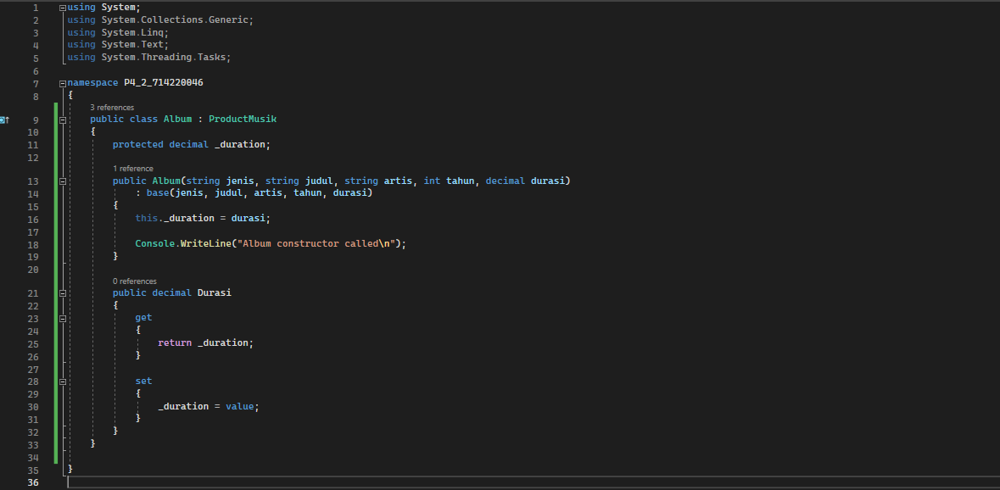 1 using System;
2 using System.Collections.Generic;
3 using System.Linq;
4 using System.Text;
5 using System.Threading.Tasks;
6
7 namespace P4_2_714220046
8 {
3 references
9 public class Album : ProductMusik
10 {
11 protected decimal _duration;
12
1 reference
13 public Album(string jenis, string judul, string artis, int tahun, decimal durasi)
14 : base(jenis, judul, artis, tahun, durasi)
15 {
16 this._duration = durasi;
17
18 Console.WriteLine("Album constructor called\n");
19 }
20
0 references
21 public decimal Durasi
22 {
23 get
24 {
25 return _duration;
26 }
27
28 set
29 {
30 _duration = value;
31 }
32 }
33 }
34
35 }
36